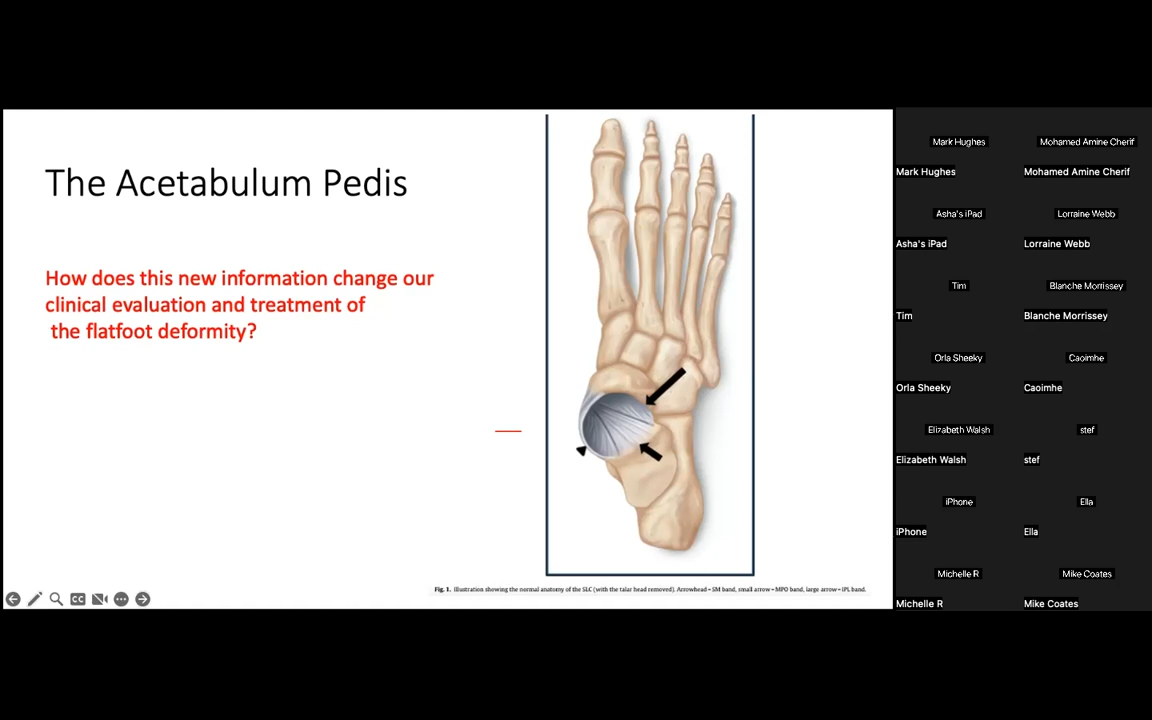 The Acetabulum Pedis
How does this new information change our
clinical evaluation and treatment of
the flatfoot deformity?
Fig. 1. Illustration showing the normal anatomy of the SLC (with the talar head removed). Arrowhead = SM band, small arrow = MPO band, large arrow = IPL band.
CC
Mark Hughes
Mohamed Amine Cherif
Mark Hughes
Mohamed Amine Cherif
Asha's iPad
Lorraine Webb
Asha's iPad
Lorraine Webb
Tim
Blanche Morrissey
Tim
Blanche Morrissey
Orla Sheeky
Caoimhe
Orla Sheeky
Caoimhe
Elizabeth Walsh
stef
Elizabeth Walsh
stef
iPhone
Ella
iPhone
Ella
Michelle R
Mike Coates
Michelle R
Mike Coates